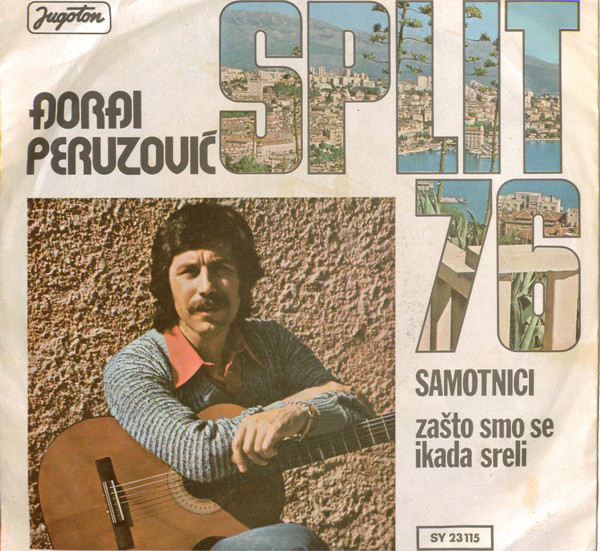 Jugoton
SPLIT
76
ĐORĐI
PERUZOVIĆ
SAMOTNICI
zašto smo se
ikada sreli
SY 23115